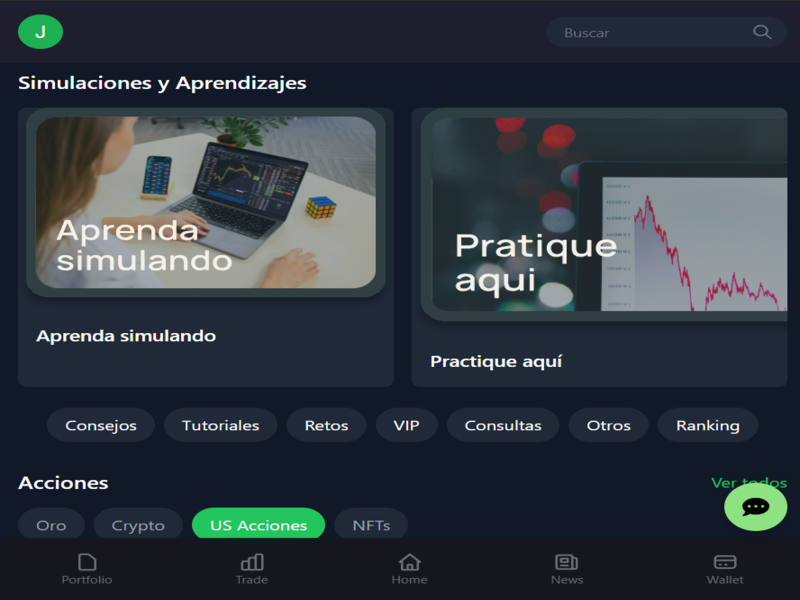 J
Buscar
Simulaciones y Aprendizajes
Aprenda
simulando
Pratique
aqui
Aprenda simulando
Practique aquí
Consejos
Tutoriales
Retos
VIP
Consultas
Otros
Ranking
Acciones
Ver todos
Oro
Crypto
US Acciones
NFTs
Portfolio
Trade
Home
News
Wallet